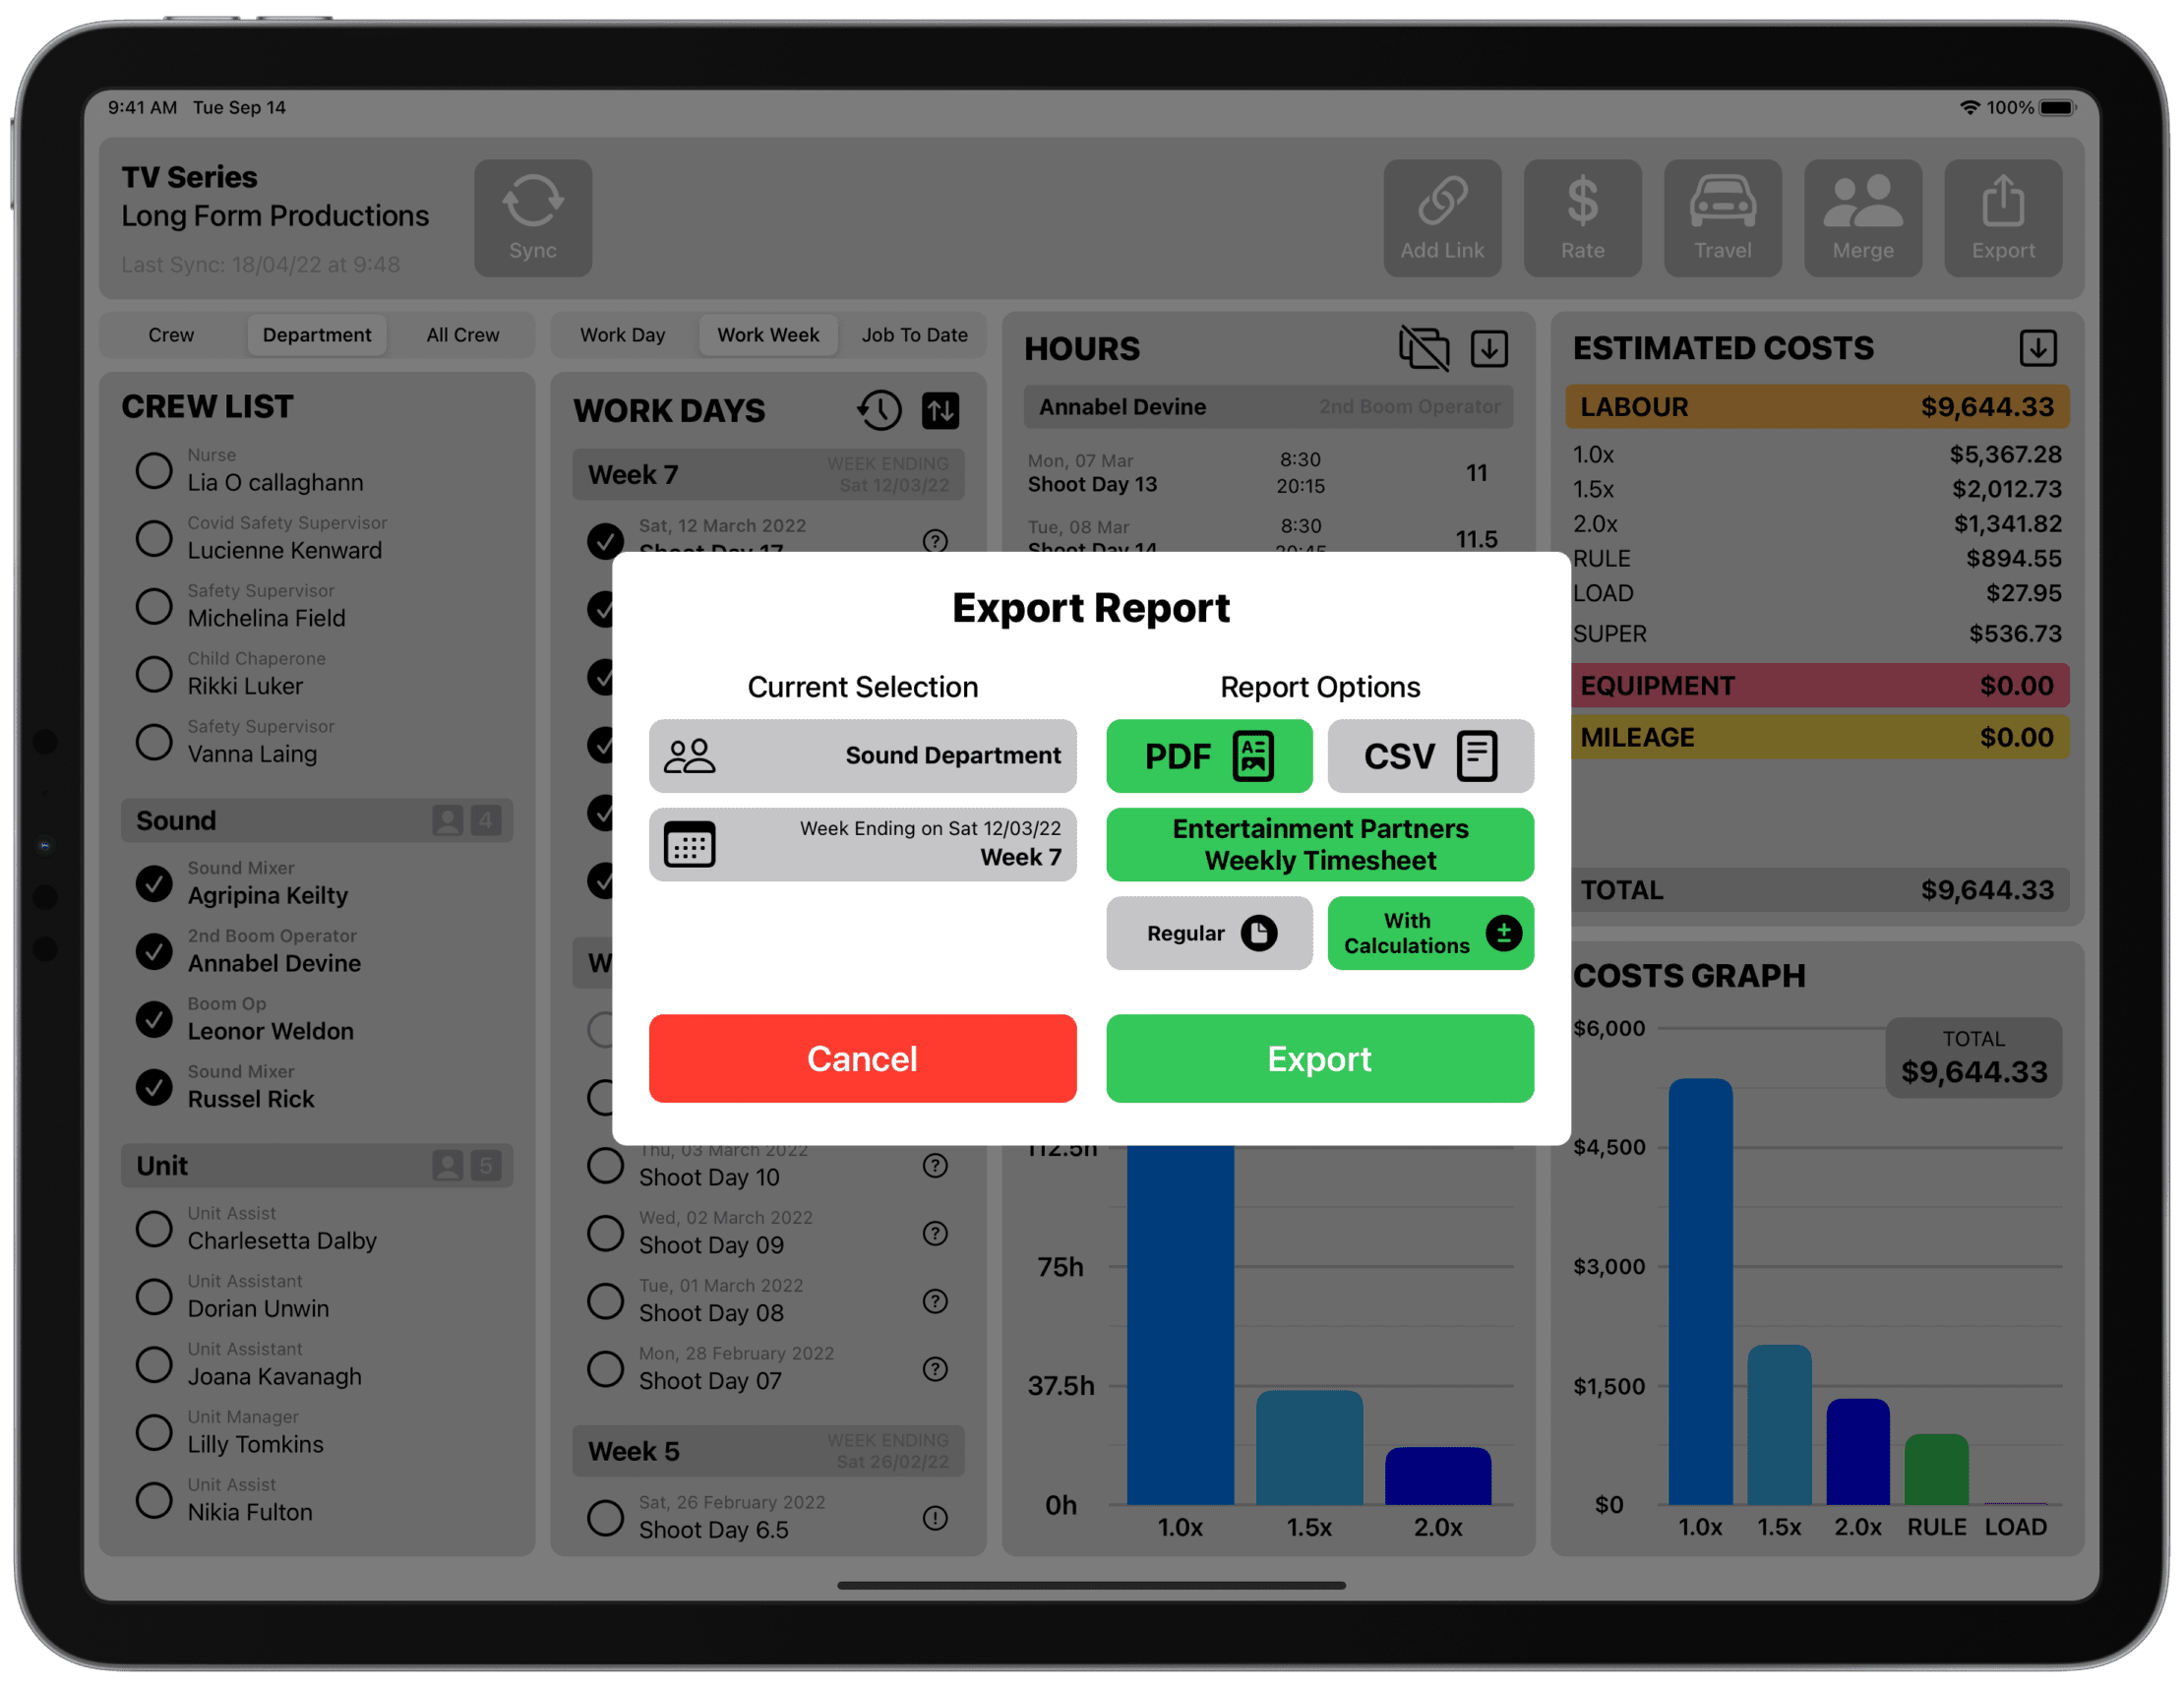 9:41 AM Tue Sep 14
100%
TV Series
Long Form Productions
Last Sync: 18/04/22 at 9:48
Sync
Add Link
Rate
Travel
Merge
Export
Crew
Department
All Crew
CREW LIST
Nurse
Lia O callaghann
Covid Safety Supervisor
Lucienne Kenward
Safety Supervisor
Michelina Field
Child Chaperone
Rikki Luker
Safety Supervisor
Vanna Laing
Sound
4
Sound Mixer
Agripina Keilty
2nd Boom Operator
Annabel Devine
Boom Op
Leonor Weldon
Sound Mixer
Russel Rick
Unit
5
Unit Assist
Charlesetta Dalby
Unit Assistant
Dorian Unwin
Unit Assistant
Joana Kavanagh
Unit Manager
Lilly Tomkins
Unit Assist
Nikia Fulton
Work Day
Work Week
Job To Date
WORK DAYS
Week 7
WEEK ENDING
Sat 12/03/22
Sat, 12 March 2022
Shoot Day 17
?
W
Thu, 03 March 2022
Shoot Day 10
?
Wed, 02 March 2022
Shoot Day 09
?
Tue, 01 March 2022
Shoot Day 08
?
Mon, 28 February 2022
Shoot Day 07
?
Week 5
WEEK ENDING
Sat 26/02/22
Sat, 26 February 2022
Shoot Day 6.5
!
HOURS
Annabel Devine
2nd Boom Operator
Mon, 07 Mar
Shoot Day 13
8:30
20:15
11
Tue, 08 Mar
Shoot Day 14
8:30
20:45
11.5
112.5h
75h
37.5h
0h
1.0x 1.5x 2.0x
ESTIMATED COSTS
LABOUR $9,644.33
1.0x $5,367.28
1.5x $2,012.73
2.0x $1,341.82
RULE $894.55
LOAD $27.95
SUPER $536.73
EQUIPMENT $0.00
MILEAGE $0.00
TOTAL $9,644.33
COSTS GRAPH
TOTAL
$9,644.33
$6,000
$4,500
$3,000
$1,500
$0
1.0x 1.5x 2.0x RULE LOAD
Export Report
Current Selection
Sound Department
Week Ending on Sat 12/03/22
Week 7
Report Options
PDF
CSV
Entertainment Partners
Weekly Timesheet
Regular
With
Calculations
Cancel
Export